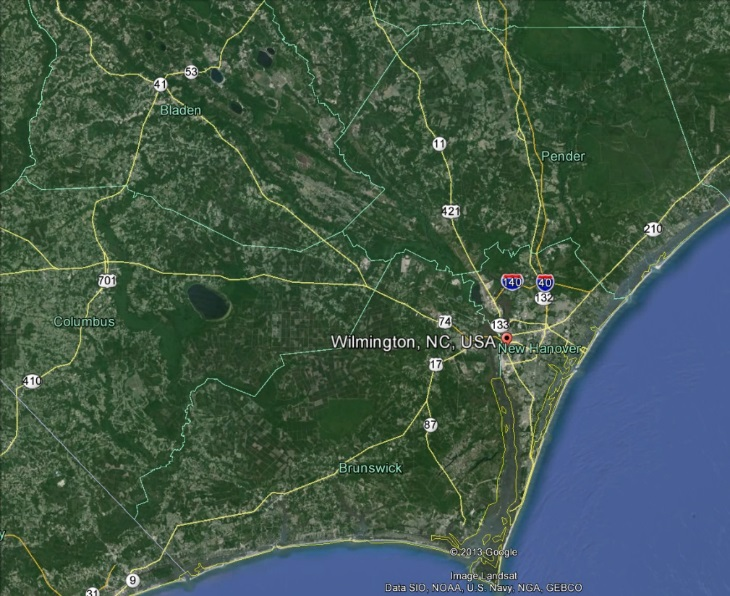 53
41
Bladen
11
Pender
421
210
701
140
40
132
Columbus
74
133
Wilmington, NC, USA
New Hanover
17
410
87
Brunswick
© 2013 Google
9
Image Landsat
31
Data SIO, NOAA, U.S. Navy, NGA, GEBCO